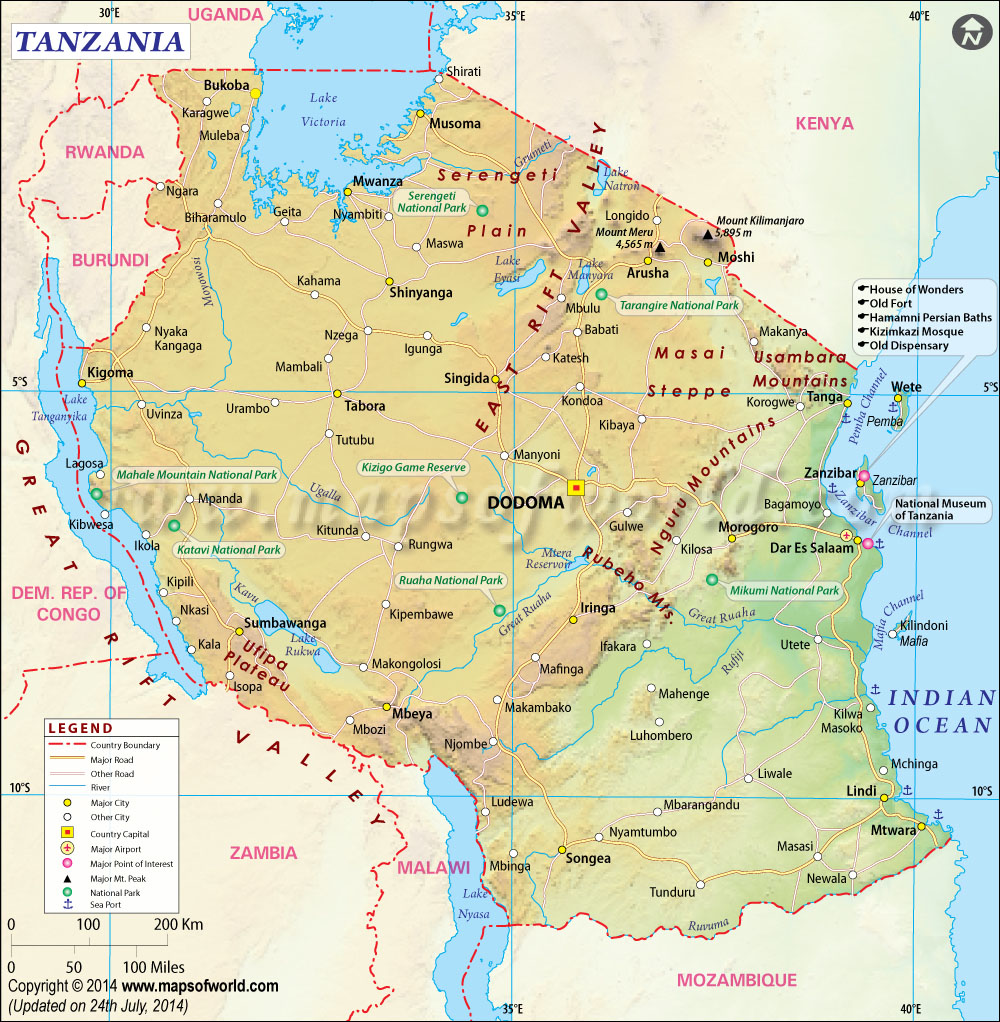 UGANDA
35°E
40°E
30°E
TANZANIA
N
Shirati
Bukoba
Karagwe
Lake
Victoria
Musoma
KENYA
Muleba
RWANDA
Grumeti
Serengeti
Lake
Natron
Mwanza
Ngara
Serengeti
National Park
Biharamulo
Geita
Nyambiti
Longido
Mount Kilimanjaro
5,895 m
Plain
Mount Meru
4,565 m
Maswa
BURUNDI
Lake
Eyasi
Lake
Manyara
Arusha
Moshi
EAST RIFT VALLEY
Moyowosi
Kahama
Shinyanga
Mbulu
Tarangire National Park
House of Wonders
Old Fort
Hamamni Persian Baths
Kizimkazi Mosque
Old Dispensary
Nyaka
Kangaga
Nzega
Igunga
Babati
Makanya
Mambali
Katesh
Masai
Steppe
Usambara
Mountains
Kigoma
Singida
5°S
5°S
Lake
Tanganyika
Uvinza
Urambo
Tabora
Kondoa
Korogwe
Tanga
Pemba Channel
Wete
Pemba
Tutubu
Kibaya
Manyoni
Lagosa
Mahale Mountain National Park
Kizigo Game Reserve
Nguru Mountains
Zanzibar
Zanzibar
Mpanda
Ugalla
DODOMA
Kibwesa
Gulwe
Bagamoyo
Zanzibar
Channel
National Museum
of Tanzania
Ikola
Katavi National Park
Kitunda
Rungwa
Mtera
Reservoir
Rubeho Mts.
Kilosa
Morogoro
Dar Es Salaam
GREAT RIFT VALLEY
DEM. REP. OF
CONGO
Kipili
Kavu
Ruaha National Park
Mikumi National Park
Nkasi
Kipembawe
Great Ruaha
Iringa
Great Ruaha
Mafia Channel
Kilindoni
Mafia
Sumbawanga
Kala
Lake
Rukwa
Ufipa
Plateau
Ifakara
Utete
Isopa
Makongolosi
Mafinga
Rufiji
Mahenge
INDIAN
OCEAN
Mbozi
Mbeya
Makambako
Luhombero
Kilwa
Masoko
Njombe
LEGEND
Country Boundary
Major Road
Other Road
River
Major City
Other City
Country Capital
Major Airport
Major Point of Interest
Major Mt. Peak
National Park
Sea Port
Mchinga
Liwale
10°S
10°S
Ludewa
Mbarangandu
Lindi
Mtwara
Nyamtumbo
Masasi
ZAMBIA
MALAWI
Mbinga
Songea
Newala
Tunduru
Lake
Nyasa
Ruvuma
0 100 200 Km
0 50 100 Miles
MOZAMBIQUE
Copyright © 2014 www.mapsofworld.com
(Updated on 24th July, 2014)
35°E
40°E